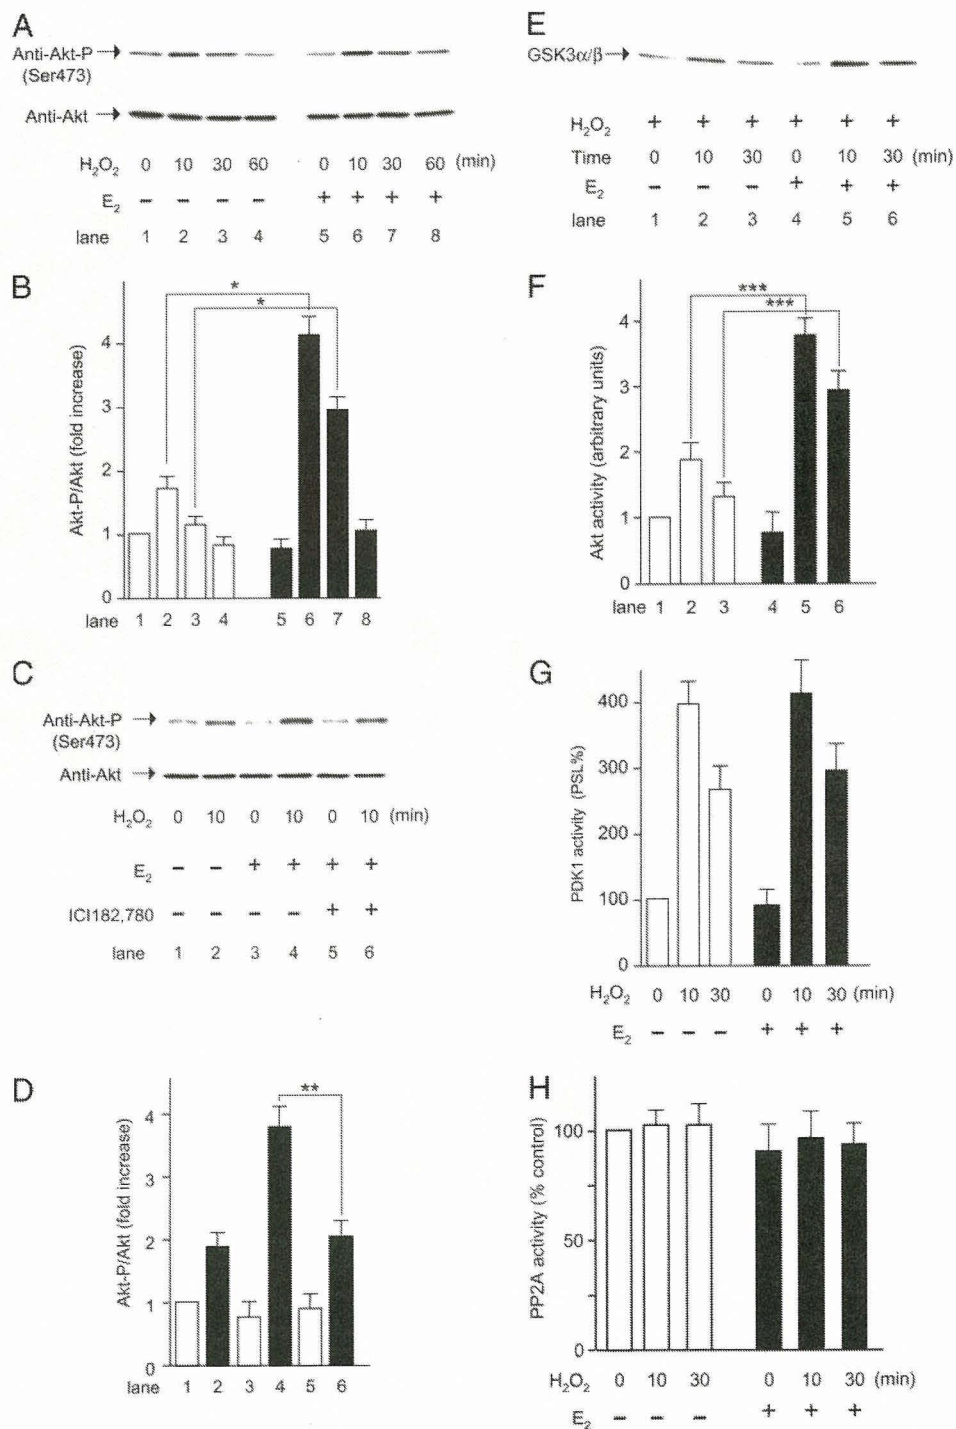 A
Anti-Akt-P
(Ser473)
Anti-Akt
H₂O₂ 0 10 30 60 0 10 30 60 (min)
E₂ − − − − + + + +
lane 1 2 3 4 5 6 7 8
B
* 
*
Akt-P/Akt (fold increase)
4
3
2
1
0
lane 1 2 3 4 5 6 7 8
C
Anti-Akt-P
(Ser473)
Anti-Akt
H₂O₂ 0 10 0 10 0 10 (min)
E₂ − − + + + +
ICI182,780 − − − − + +
lane 1 2 3 4 5 6
D
**
Akt-P/Akt (fold increase)
4
3
2
1
0
lane 1 2 3 4 5 6
E
GSK3α/β
H₂O₂ + + + + + +
Time 0 10 30 0 10 30 (min)
E₂ − − − + + +
lane 1 2 3 4 5 6
F
***
***
Akt activity (arbitrary units)
4
3
2
1
0
lane 1 2 3 4 5 6
G
PDK1 activity (PSL%)
400
300
200
100
0
H₂O₂ 0 10 30 0 10 30 (min)
E₂ − − − + + +
H
PP2A activity (% control)
100
50
0
H₂O₂ 0 10 30 0 10 30 (min)
E₂ − − − + + +